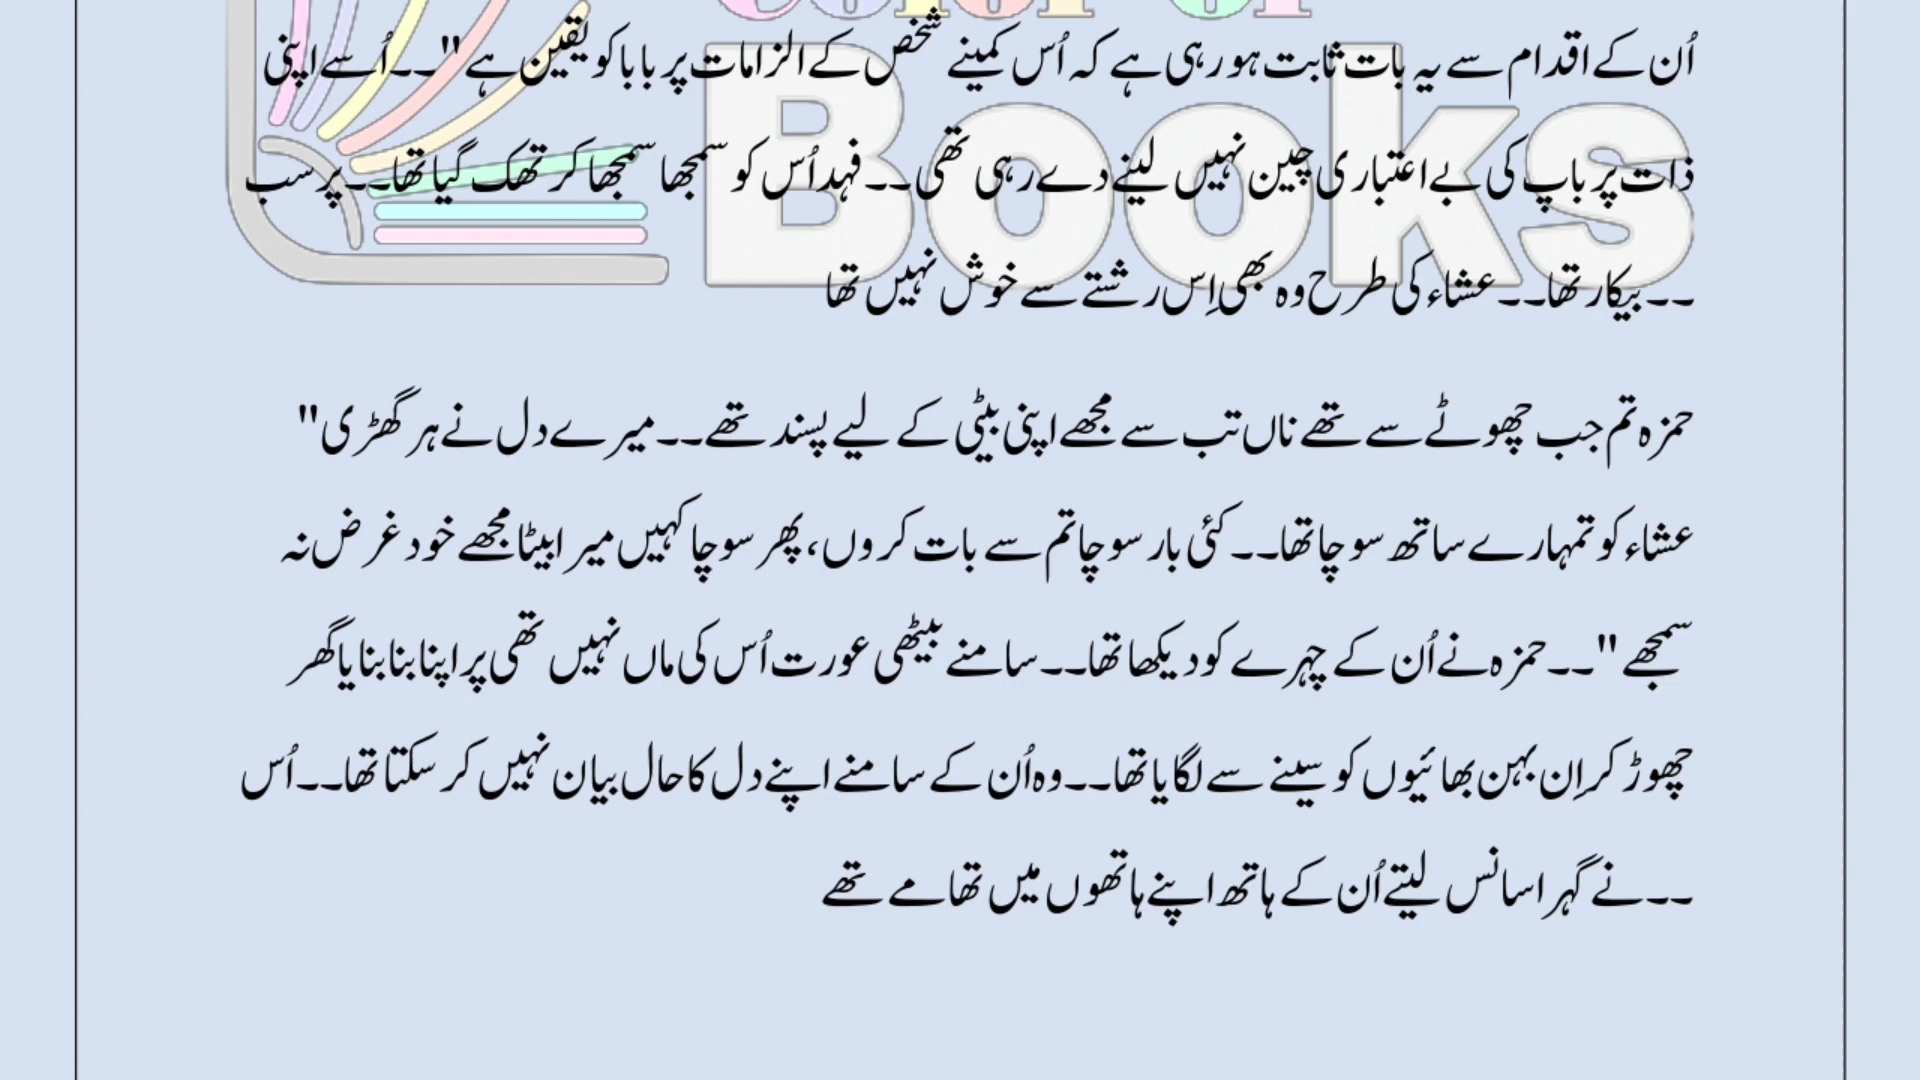 Color Of
Books
اُن کے اقدام سے یہ بات ثابت ہو رہی ہے کہ اُس کمینے شخص کے الزامات پر بابا کو یقین ہے"۔۔اُسے اپنی
ذات پر باپ کی بے اعتباری چین نہیں لینے دے رہی تھی۔۔فہد اُس کو سمجھا سمجھا کر تھک گیا تھا۔۔پر سب
۔۔بیکار تھا۔۔عشاء کی طرح وہ بھی اِس رشتے سے خوش نہیں تھا
حمزہ تم جب چھوٹے سے تھے ناں تب سے مجھے اپنی بیٹی کے لیے پسند تھے۔۔میرے دل نے ہر گھڑی"
عشاء کو تمہارے ساتھ سوچا تھا۔۔کئی بار سوچا تم سے بات کروں، پھر سوچا کہیں میرا بیٹا مجھے خود غرض نہ
سمجھے"۔۔حمزہ نے اُن کے چہرے کو دیکھا تھا۔۔سامنے بیٹھی عورت اُس کی ماں نہیں تھی پر اپنا بنا بنایا گھر
چھوڑ کر اِن بہن بھائیوں کو سینے سے لگایا تھا۔۔وہ اُن کے سامنے اپنے دل کا حال بیان نہیں کر سکتا تھا۔۔اُس
۔۔نے گہرا سانس لیتے اُن کے ہاتھ اپنے ہاتھوں میں تھامے تھے